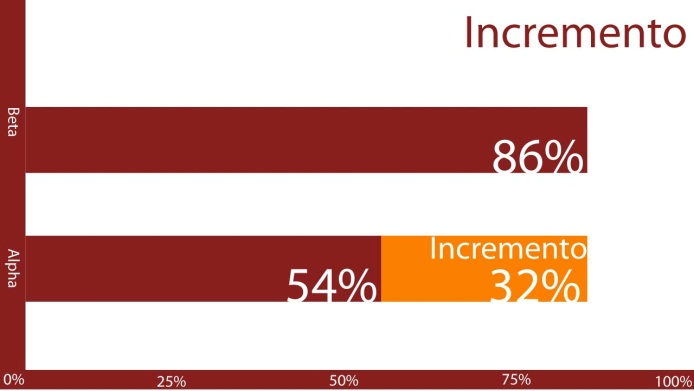 Incremento
Beta
86%
Alpha
54%
Incremento
32%
0%
25%
50%
75%
100%